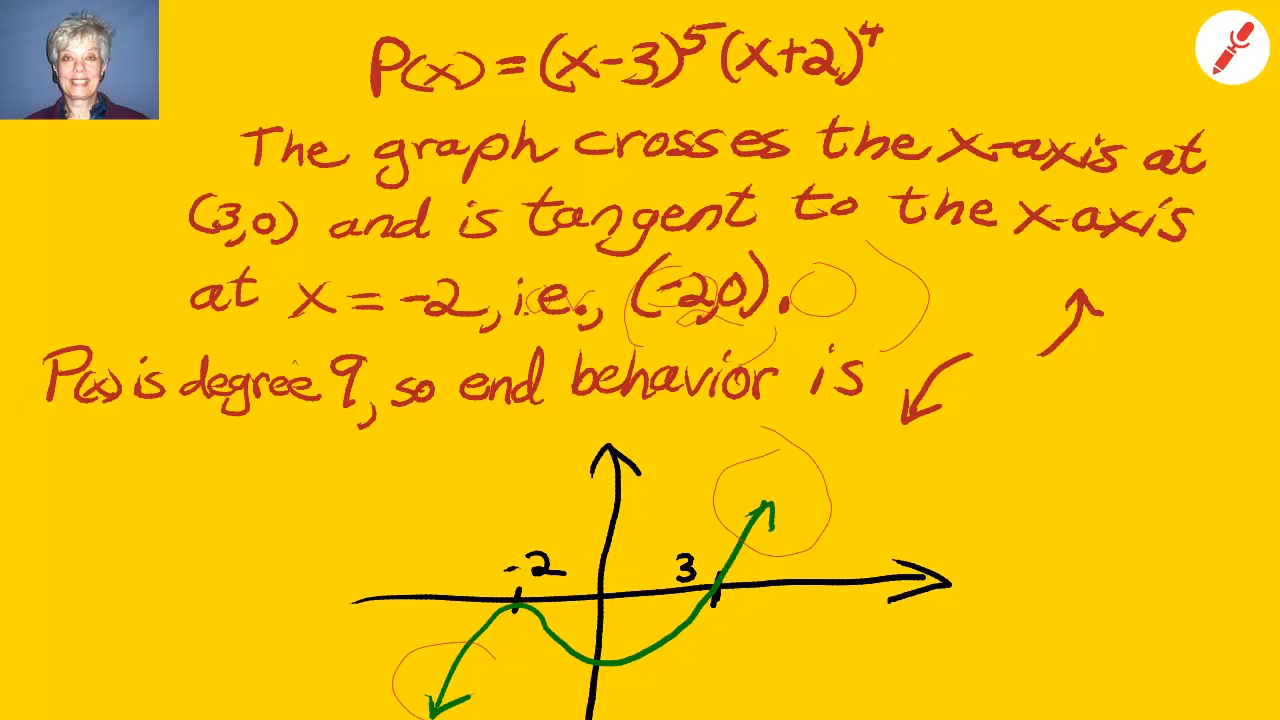 P(x) = (x-3)⁵ (x+2)⁴
The graph crosses the x-axis at
(3,0) and is tangent to the x-axis
at x = -2, i.e., (-2,0).
P(x) is degree 9, so end behavior is
-2 3